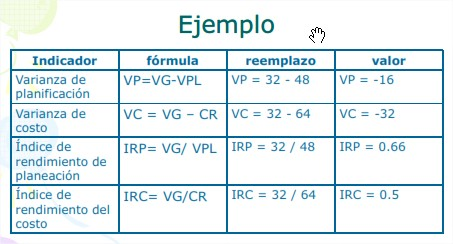 Ejemplo
Indicador fórmula reemplazo valor
Varianza de planificación VP=VG-VPL VP = 32 - 48 VP = -16
Varianza de costo VC = VG – CR VC = 32 - 64 VC = -32
Índice de rendimiento de planeación IRP= VG/ VPL IRP = 32 / 48 IRP = 0.66
Índice de rendimiento del costo IRC= VG/CR IRC = 32 / 64 IRC = 0.5